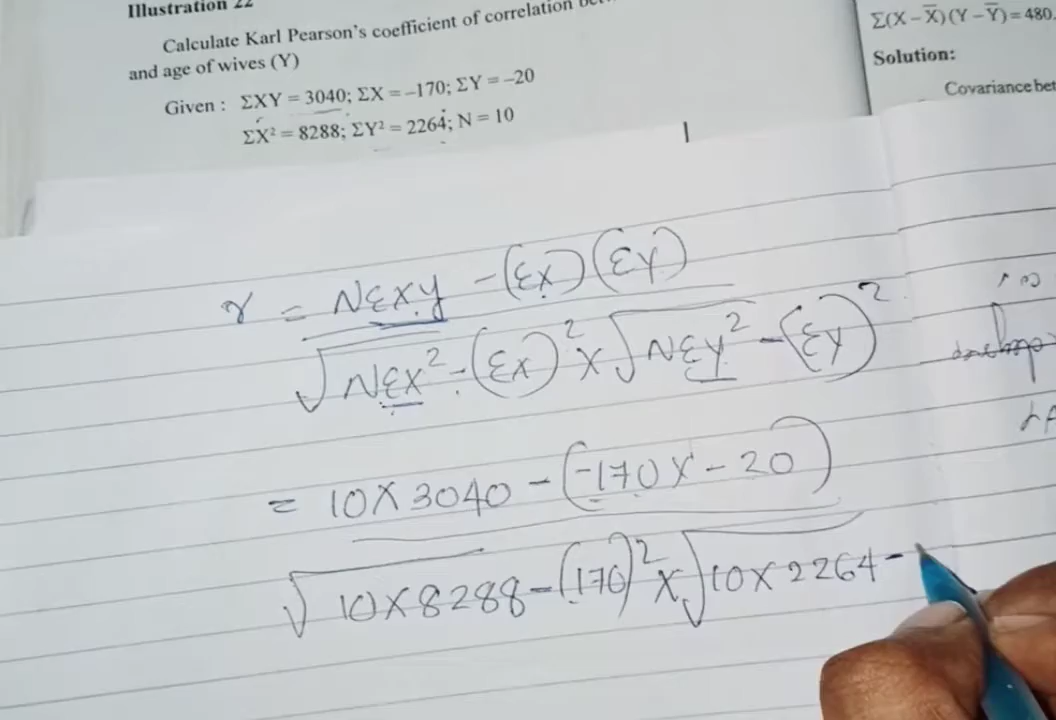 Illustration 22
Calculate Karl Pearson's coefficient of correlation
and age of wives (Y)
Given : ΣXY = 3040; ΣX = –170; ΣY = –20
ΣX² = 8288; ΣY² = 2264; N = 10
Σ(X – X̄) (Y – Ȳ) = 480
Solution:
Covariance bet
r = NΣXY - (ΣX)(ΣY)
√NΣX² - (ΣX)² X √NΣY² - (ΣY)²
= 10 X 3040 - (-170 X - 20)
√10 X 8288 - (170)² X √10 X 2264 -